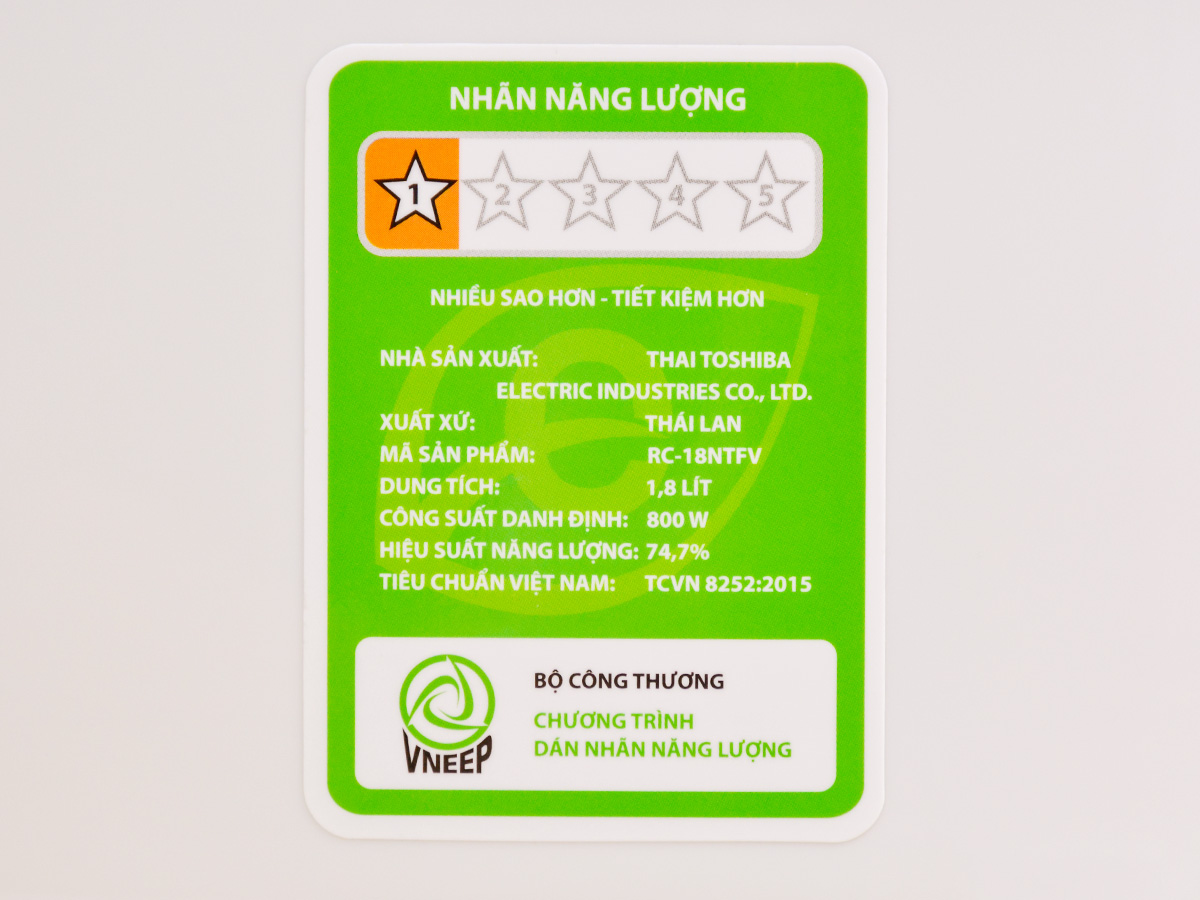 NHÃN NĂNG LƯỢNG
1 2 3 4 5
NHIỀU SAO HƠN - TIẾT KIỆM HƠN
NHÀ SẢN XUẤT: THAI TOSHIBA
ELECTRIC INDUSTRIES CO., LTD.
XUẤT XỨ: THÁI LAN
MÃ SẢN PHẨM: RC-18NTFV
DUNG TÍCH: 1,8 LÍT
CÔNG SUẤT DANH ĐỊNH: 800 W
HIỆU SUẤT NĂNG LƯỢNG: 74,7%
TIÊU CHUẨN VIỆT NAM: TCVN 8252:2015
BỘ CÔNG THƯƠNG
CHƯƠNG TRÌNH
DÁN NHÃN NĂNG LƯỢNG
VNEEP